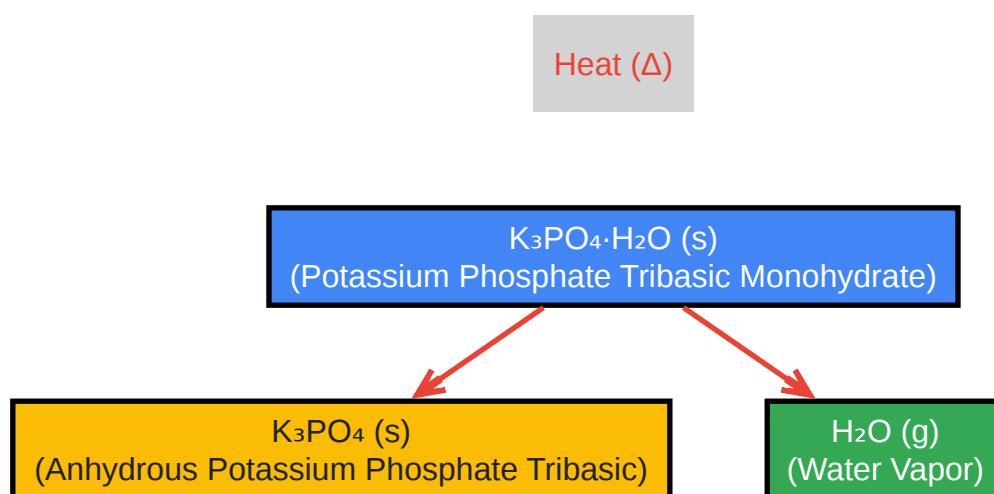 Heat (Δ)
K₃PO₄·H₂O (s)
(Potassium Phosphate Tribasic Monohydrate)
K₃PO₄ (s)
(Anhydrous Potassium Phosphate Tribasic)
H₂O (g)
(Water Vapor)